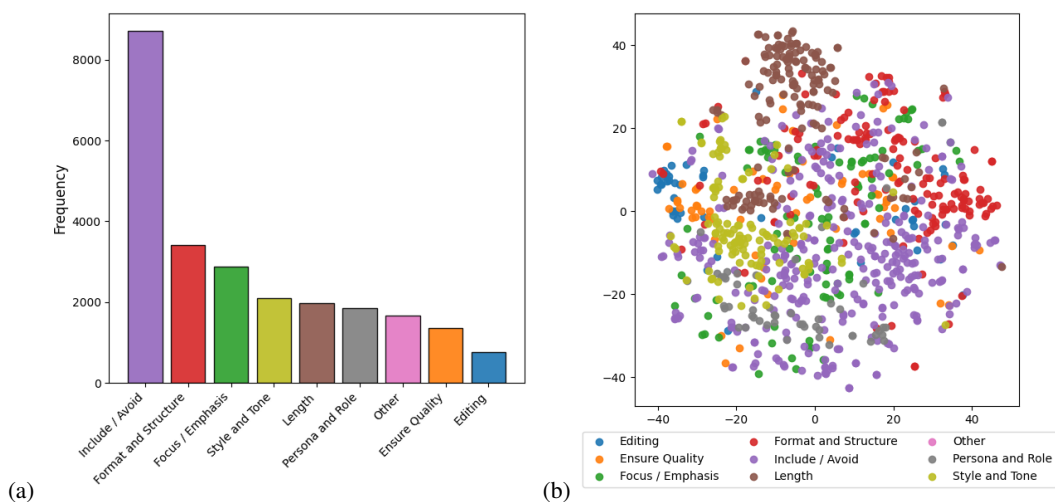 Frequency
8000
6000
4000
2000
0
Include / Avoid
Format and Structure
Focus / Emphasis
Style and Tone
Length
Persona and Role
Other
Ensure Quality
Editing
(a)
40
20
0
−20
−40
−40 −20 0 20 40
Editing Format and Structure Other
Ensure Quality Include / Avoid Persona and Role
Focus / Emphasis Length Style and Tone
(b)